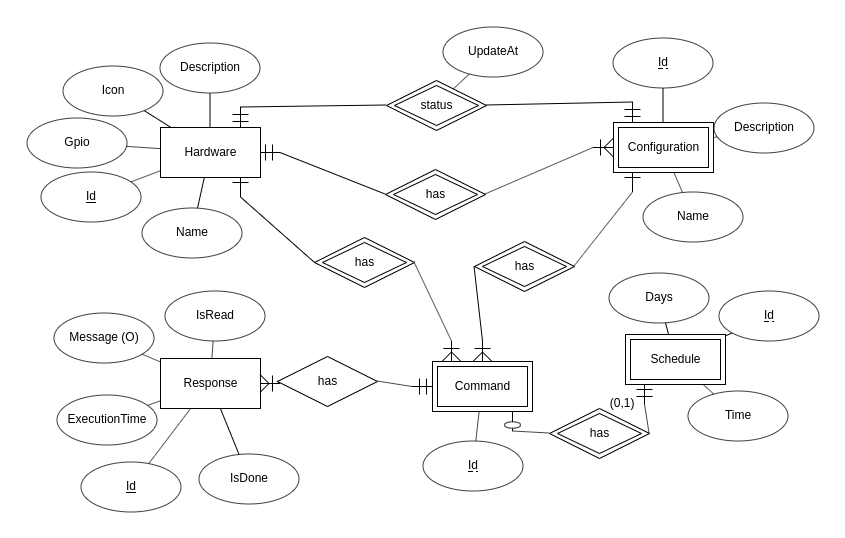 UpdateAt
Id
Description
Icon
status
Description
Gpio
Hardware
Configuration
Id
has
Name
Name
has
has
Days
Id
IsRead
Message (O)
Schedule
Response
has
Command
(0,1)
Time
ExecutionTime
has
Id
IsDone
Id